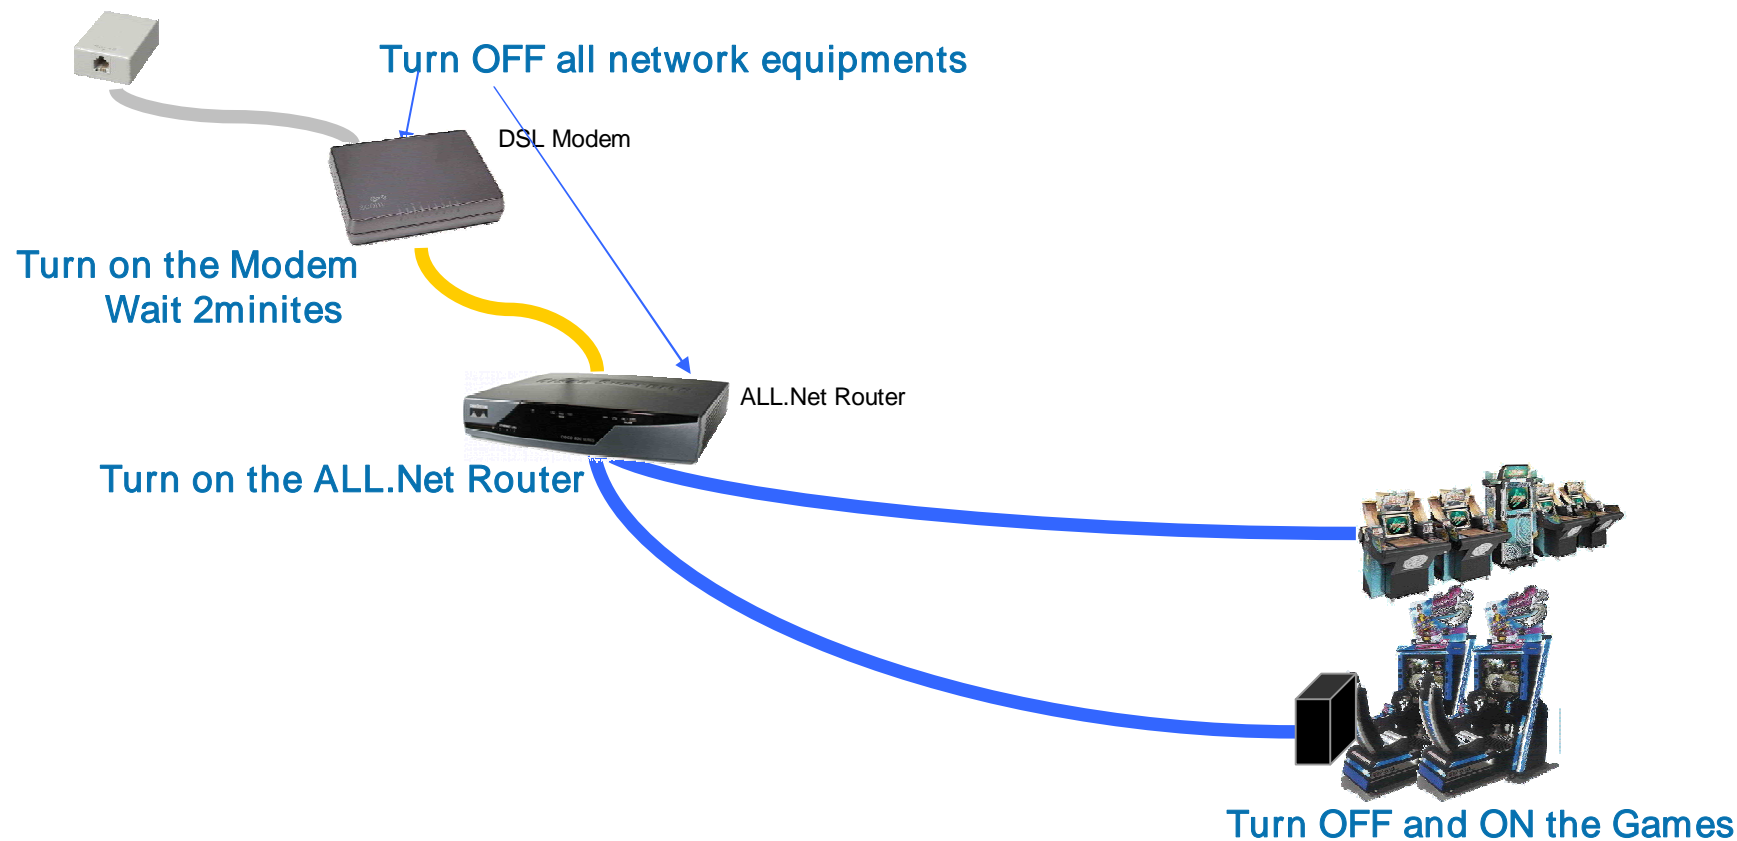 Turn OFF all network equipments
DSL Modem
Turn on the Modem
Wait 2minites
ALL.Net Router
Turn on the ALL.Net Router
Turn OFF and ON the Games